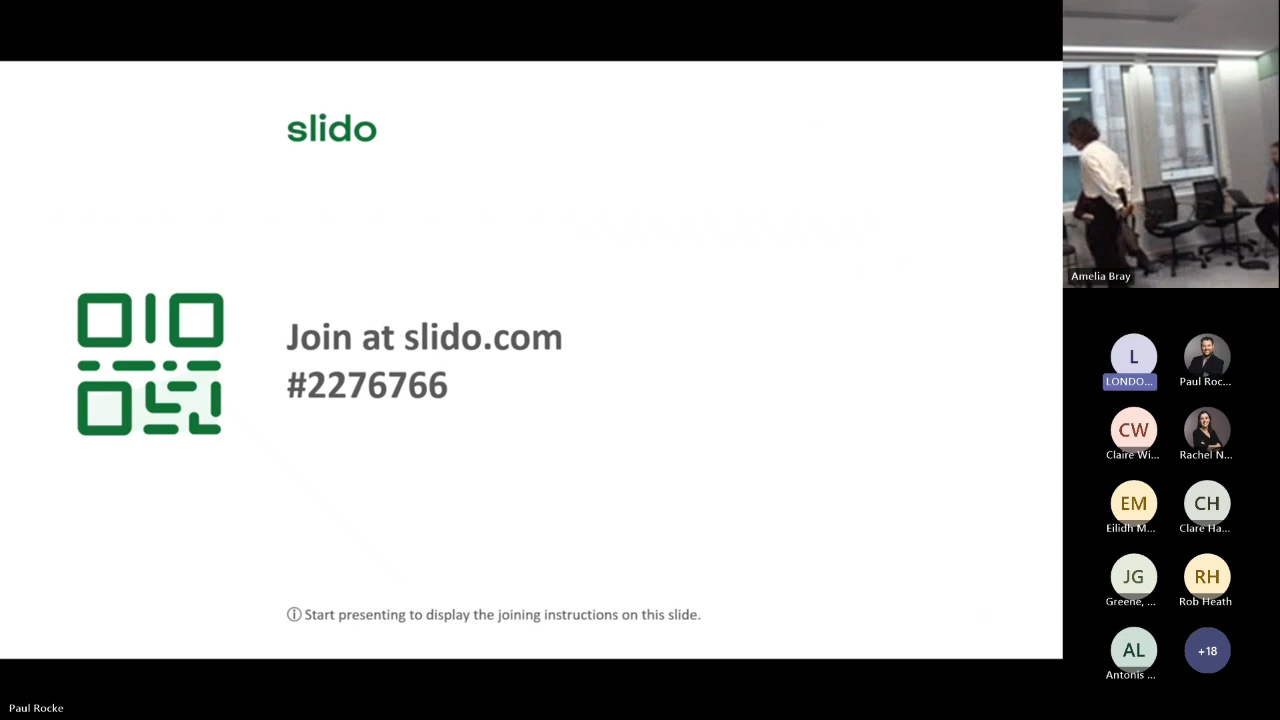 slido
Join at slido.com
#2276766
Start presenting to display the joining instructions on this slide.
Paul Rocke
Amelia Bray
L
LONDO...
Paul Roc...
CW
Claire Wi...
Rachel N...
EM
Eilidh M...
CH
Clare Ha...
JG
Greene, ...
RH
Rob Heath
AL
Antonis ...
+18